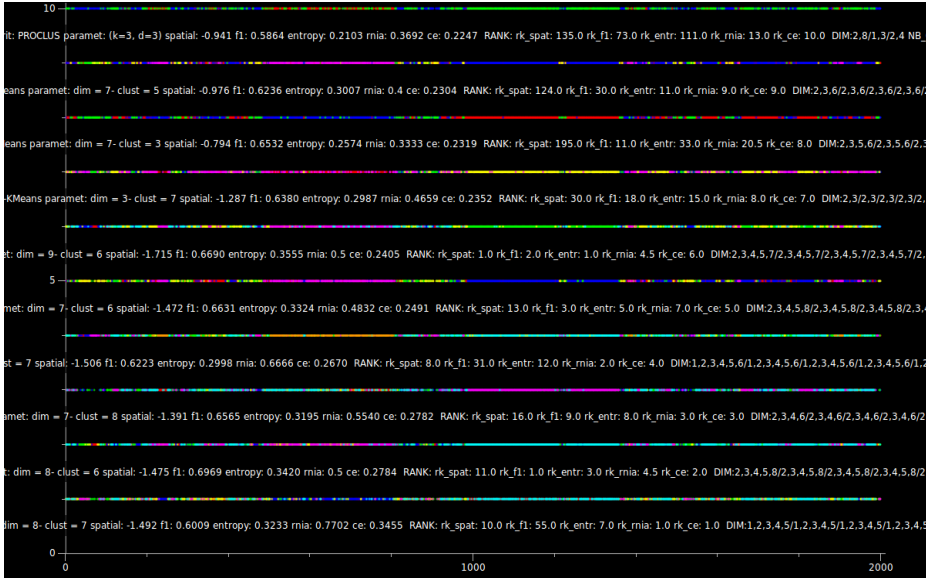 10
rit: PROCLUS paramet: (k=3, d=3) spatial: -0.941 f1: 0.5864 entropy: 0.2103 rnia: 0.3692 ce: 0.2247 RANK: rk_spat: 135.0 rk_f1: 73.0 rk_entr: 111.0 rk_rnia: 13.0 rk_ce: 10.0 DIM:2,8/1,3/2,4 NB_
eans paramet: dim = 7- clust = 5 spatial: -0.976 f1: 0.6236 entropy: 0.3007 rnia: 0.4 ce: 0.2304 RANK: rk_spat: 124.0 rk_f1: 30.0 rk_entr: 11.0 rk_rnia: 9.0 rk_ce: 9.0 DIM:2,3,6/2,3,6/2,3,6/2,3,6/2
eans paramet: dim = 7- clust = 3 spatial: -0.794 f1: 0.6532 entropy: 0.2574 rnia: 0.3333 ce: 0.2319 RANK: rk_spat: 195.0 rk_f1: 11.0 rk_entr: 33.0 rk_rnia: 20.5 rk_ce: 8.0 DIM:2,3,5,6/2,3,5,6/2,3
-KMeans paramet: dim = 3- clust = 7 spatial: -1.287 f1: 0.6380 entropy: 0.2987 rnia: 0.4659 ce: 0.2352 RANK: rk_spat: 30.0 rk_f1: 18.0 rk_entr: 15.0 rk_rnia: 8.0 rk_ce: 7.0 DIM:2,3/2,3/2,3/2,3/2,
et: dim = 9- clust = 6 spatial: -1.715 f1: 0.6690 entropy: 0.3555 rnia: 0.5 ce: 0.2405 RANK: rk_spat: 1.0 rk_f1: 2.0 rk_entr: 1.0 rk_rnia: 4.5 rk_ce: 6.0 DIM:2,3,4,5,7/2,3,4,5,7/2,3,4,5,7/2,3,4,5,7/2,
5
met: dim = 7- clust = 6 spatial: -1.472 f1: 0.6631 entropy: 0.3324 rnia: 0.4832 ce: 0.2491 RANK: rk_spat: 13.0 rk_f1: 3.0 rk_entr: 5.0 rk_rnia: 7.0 rk_ce: 5.0 DIM:2,3,4,5,8/2,3,4,5,8/2,3,4,5,8/2,3,4
st = 7 spatial: -1.506 f1: 0.6223 entropy: 0.2998 rnia: 0.6666 ce: 0.2670 RANK: rk_spat: 8.0 rk_f1: 31.0 rk_entr: 12.0 rk_rnia: 2.0 rk_ce: 4.0 DIM:1,2,3,4,5,6/1,2,3,4,5,6/1,2,3,4,5,6/1,2,3,4,5,6/1,2
amet: dim = 7- clust = 8 spatial: -1.391 f1: 0.6565 entropy: 0.3195 rnia: 0.5540 ce: 0.2782 RANK: rk_spat: 16.0 rk_f1: 9.0 rk_entr: 8.0 rk_rnia: 3.0 rk_ce: 3.0 DIM:2,3,4,6/2,3,4,6/2,3,4,6/2,3,4,6/2
t: dim = 8- clust = 6 spatial: -1.475 f1: 0.6969 entropy: 0.3420 rnia: 0.5 ce: 0.2784 RANK: rk_spat: 11.0 rk_f1: 1.0 rk_entr: 3.0 rk_rnia: 4.5 rk_ce: 2.0 DIM:2,3,4,5,8/2,3,4,5,8/2,3,4,5,8/2,3,4,5,8/2
dim = 8- clust = 7 spatial: -1.492 f1: 0.6009 entropy: 0.3233 rnia: 0.7702 ce: 0.3455 RANK: rk_spat: 10.0 rk_f1: 55.0 rk_entr: 7.0 rk_rnia: 1.0 rk_ce: 1.0 DIM:1,2,3,4,5/1,2,3,4,5/1,2,3,4,5/1,2,3,4,5
0
0 1000 2000